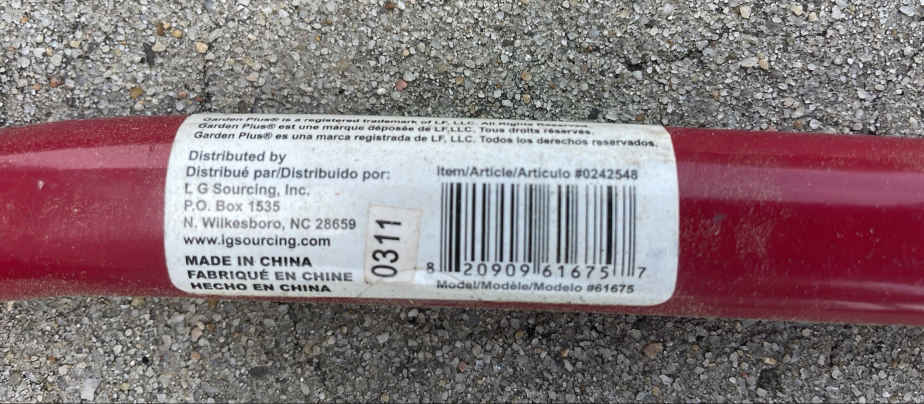 Garden Plus® is a registered trademark of LF, LLC. All Rights Reserved.
Garden Plus® est une marque déposée de LF,LLC. Tous droits réservés.
Garden Plus® es una marca registrada de LF, LLC. Todos los derechos reservados.
Distributed by
Distribué par/Distribuido por:
L G Sourcing, Inc.
P.O. Box 1535
N. Wilkesboro, NC 28659
www.lgsourcing.com
MADE IN CHINA
FABRIQUÉ EN CHINE
HECHO EN CHINA
0311
Item/Article/Artículo #0242548
8 20909 61675 7
Model/Modèle/Modelo #61675